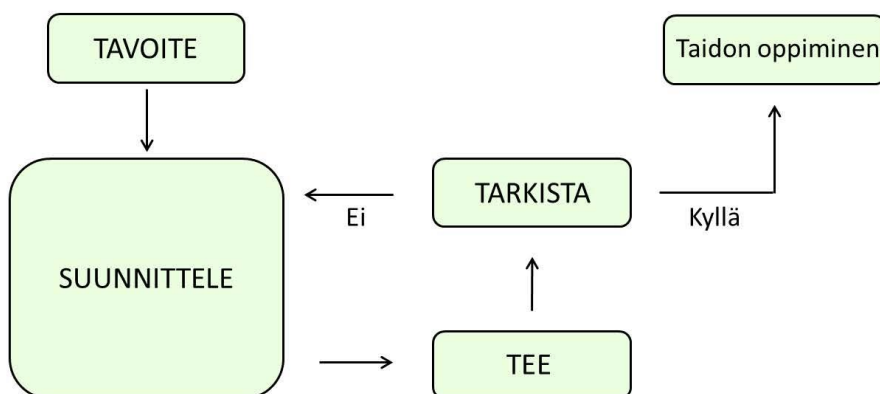 TAVOITE
Taidon oppiminen
TARKISTA
Ei
Kyllä
SUUNNITTELE
TEE